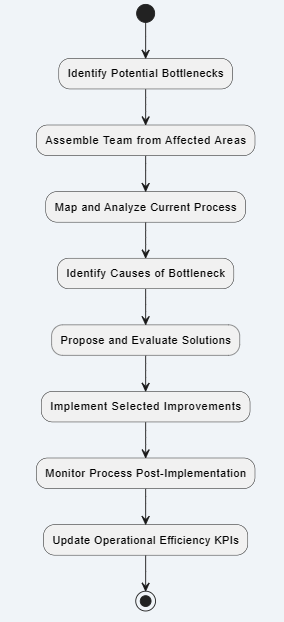 Identify Potential Bottlenecks
Assemble Team from Affected Areas
Map and Analyze Current Process
Identify Causes of Bottleneck
Propose and Evaluate Solutions
Implement Selected Improvements
Monitor Process Post-Implementation
Update Operational Efficiency KPIs